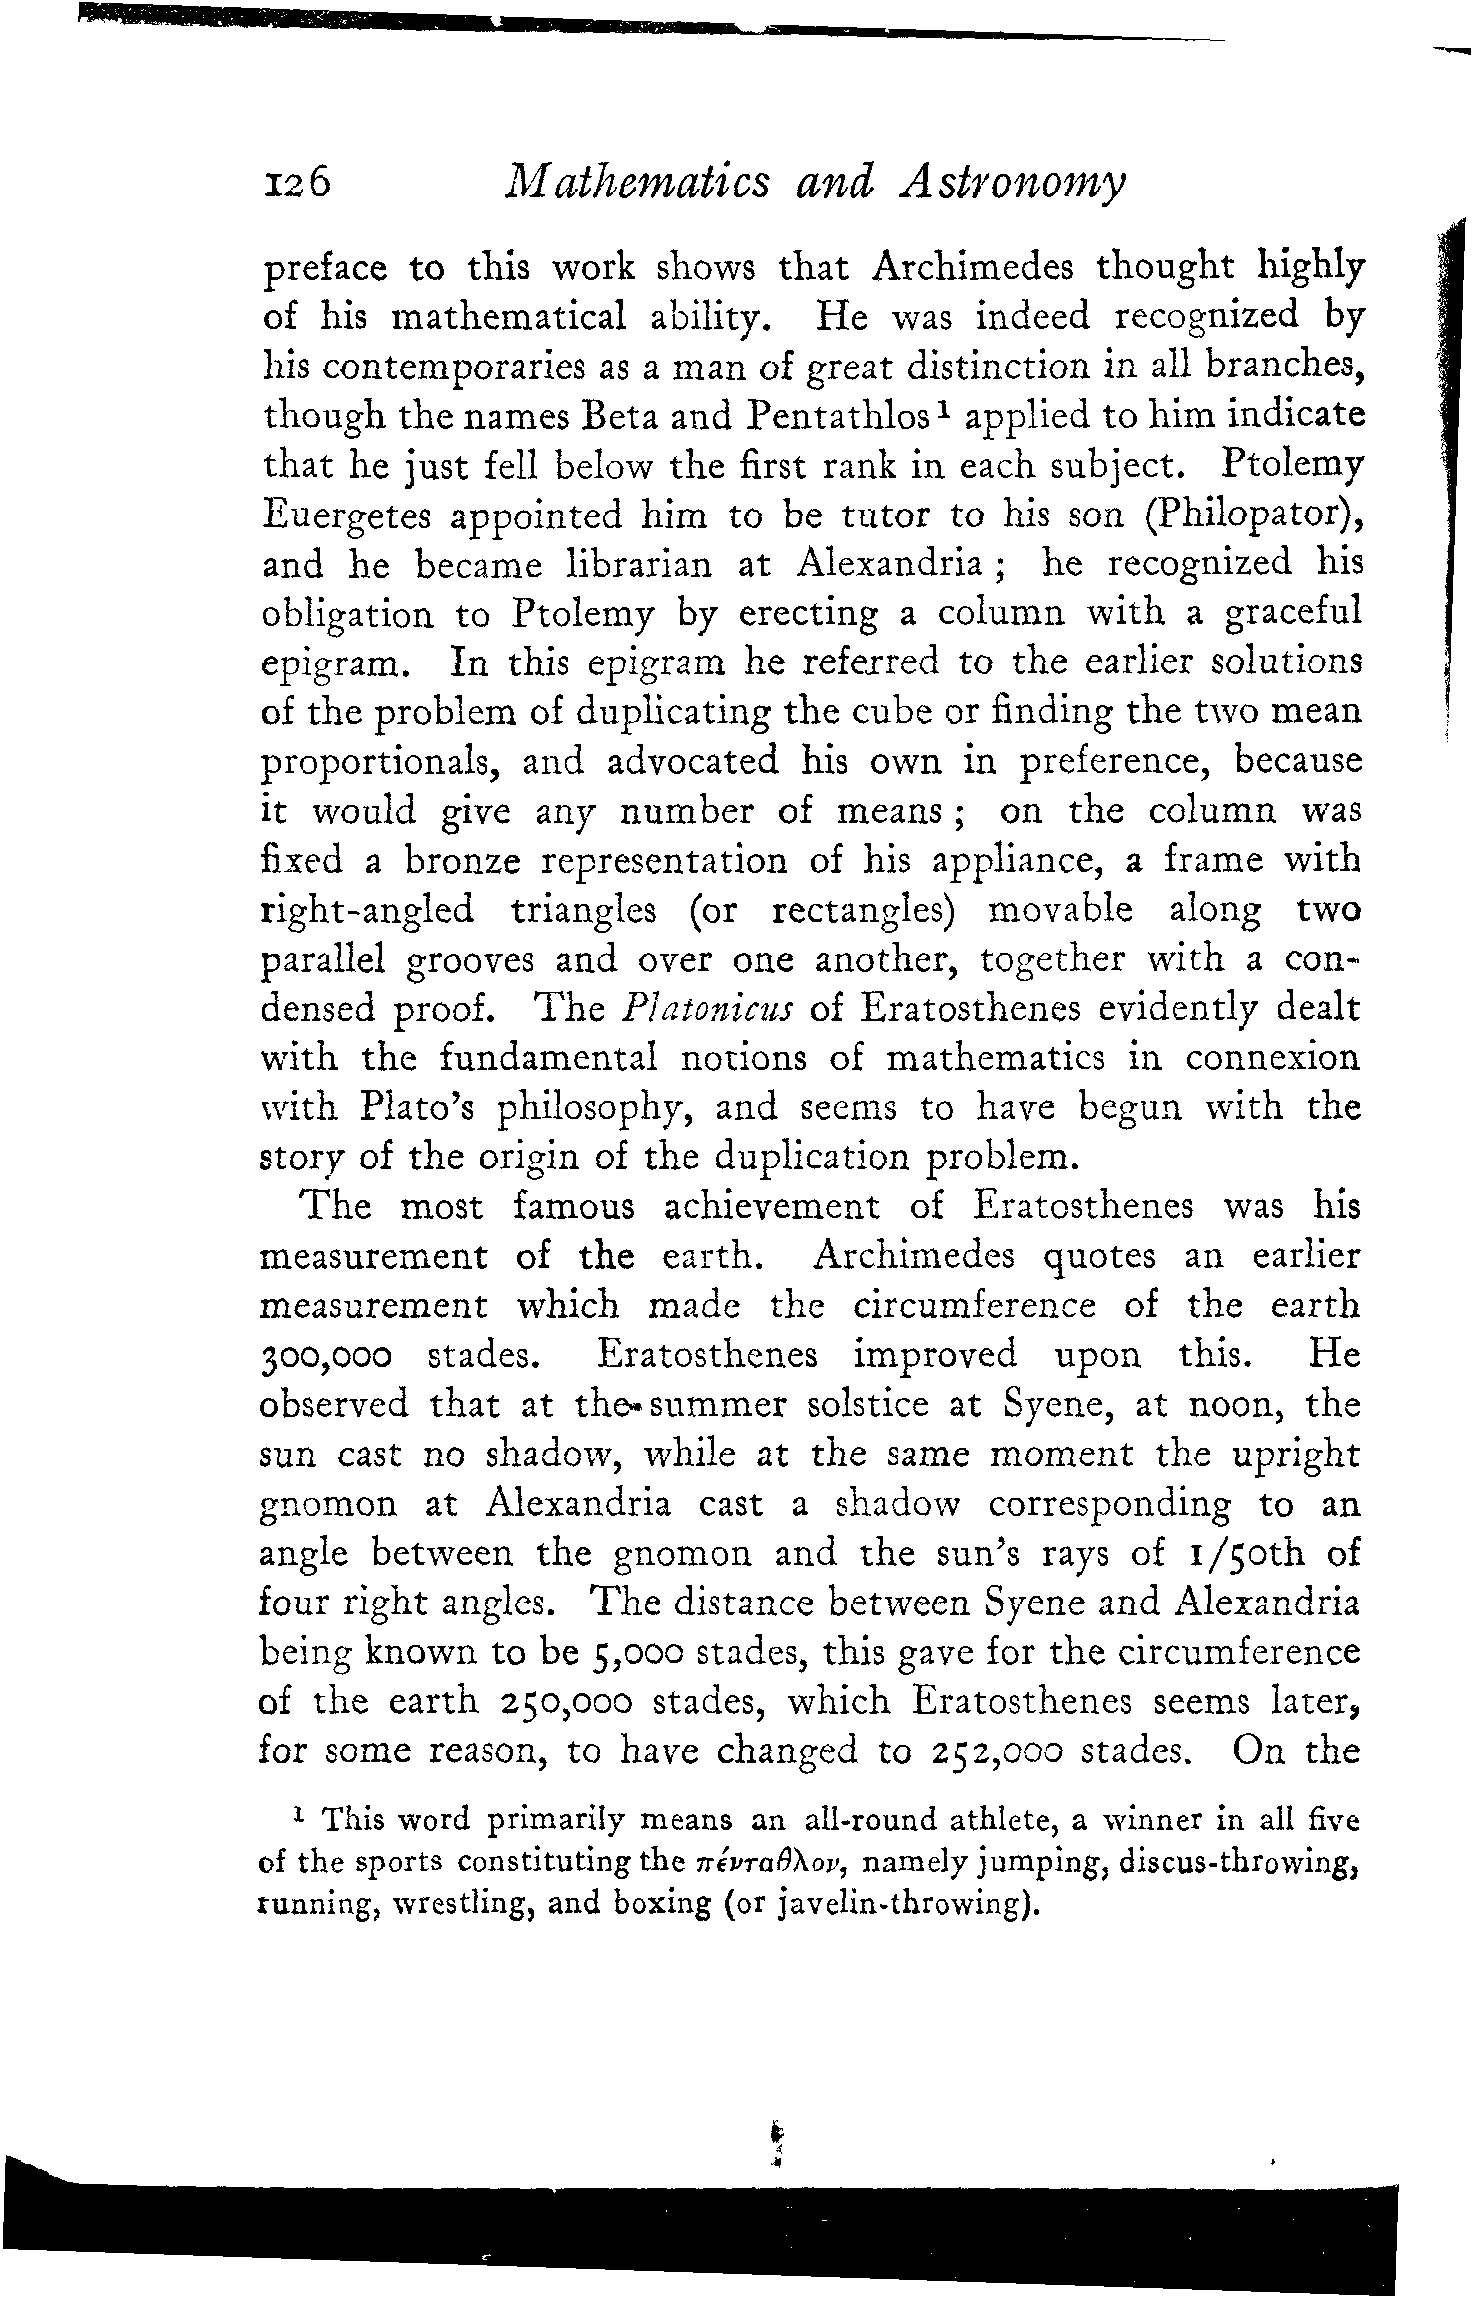 126 Mathematics and Astronomy
preface to this work shows that Archimedes thought highly
of his mathematical ability. He was indeed recognized by
his contemporaries as a man of great distinction in all branches,
though the names Beta and Pentathlos¹ applied to him indicate
that he just fell below the first rank in each subject. Ptolemy
Euergetes appointed him to be tutor to his son (Philopator),
and he became librarian at Alexandria ; he recognized his
obligation to Ptolemy by erecting a column with a graceful
epigram. In this epigram he referred to the earlier solutions
of the problem of duplicating the cube or finding the two mean
proportionals, and advocated his own in preference, because
it would give any number of means ; on the column was
fixed a bronze representation of his appliance, a frame with
right-angled triangles (or rectangles) movable along two
parallel grooves and over one another, together with a con-
densed proof. The Platonicus of Eratosthenes evidently dealt
with the fundamental notions of mathematics in connexion
with Plato's philosophy, and seems to have begun with the
story of the origin of the duplication problem.
The most famous achievement of Eratosthenes was his
measurement of the earth. Archimedes quotes an earlier
measurement which made the circumference of the earth
300,000 stades. Eratosthenes improved upon this. He
observed that at the summer solstice at Syene, at noon, the
sun cast no shadow, while at the same moment the upright
gnomon at Alexandria cast a shadow corresponding to an
angle between the gnomon and the sun's rays of 1/50th of
four right angles. The distance between Syene and Alexandria
being known to be 5,000 stades, this gave for the circumference
of the earth 250,000 stades, which Eratosthenes seems later,
for some reason, to have changed to 252,000 stades. On the
¹ This word primarily means an all-round athlete, a winner in all five
of the sports constituting the πένταθλον, namely jumping, discus-throwing,
running, wrestling, and boxing (or javelin-throwing).